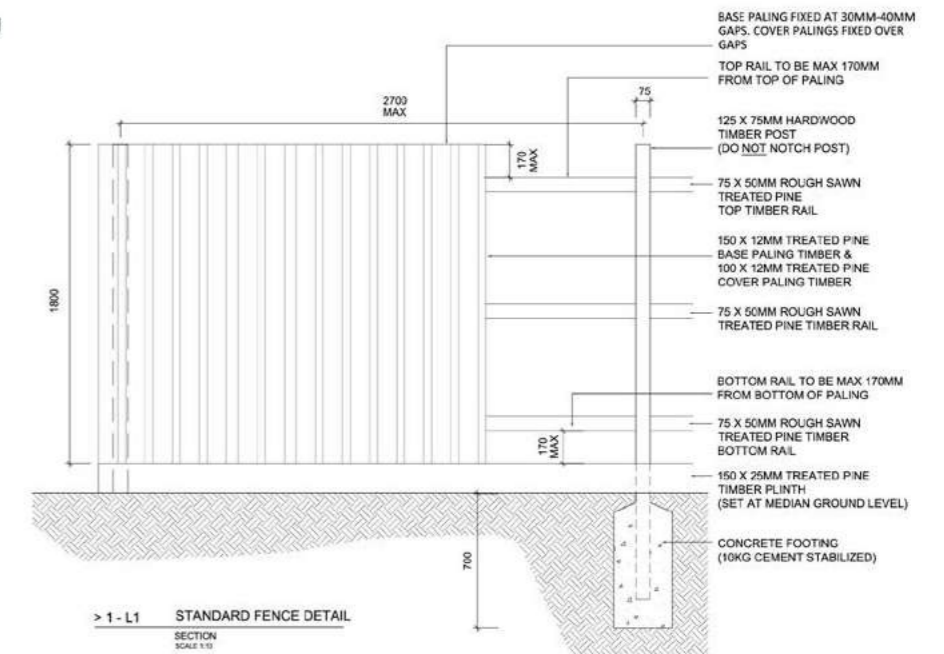 BASE PALING FIXED AT 30MM-40MM
GAPS. COVER PALINGS FIXED OVER
GAPS
TOP RAIL TO BE MAX 170MM
FROM TOP OF PALING
75
2700
MAX
125 X 75MM HARDWOOD
TIMBER POST
(DO NOT NOTCH POST)
170
MAX
75 X 50MM ROUGH SAWN
TREATED PINE
TOP TIMBER RAIL
150 X 12MM TREATED PINE
BASE PALING TIMBER &
100 X 12MM TREATED PINE
COVER PALING TIMBER
1800
75 X 50MM ROUGH SAWN
TREATED PINE TIMBER RAIL
BOTTOM RAIL TO BE MAX 170MM
FROM BOTTOM OF PALING
75 X 50MM ROUGH SAWN
TREATED PINE TIMBER
BOTTOM RAIL
170
MAX
150 X 25MM TREATED PINE
TIMBER PLINTH
(SET AT MEDIAN GROUND LEVEL)
700
CONCRETE FOOTING
(10KG CEMENT STABILIZED)
> 1 - L1 STANDARD FENCE DETAIL
SECTION